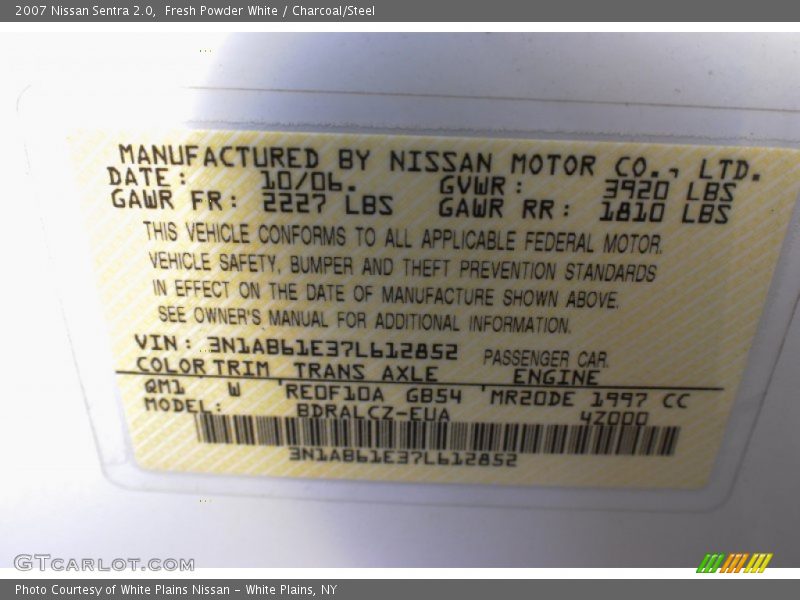 2007 Nissan Sentra 2.0,  Fresh Powder White / Charcoal/Steel
MANUFACTURED BY NISSAN MOTOR CO., LTD.
DATE: 10/06. GVWR: 3920 LBS
GAWR FR: 2227 LBS GAWR RR: 1810 LBS
THIS VEHICLE CONFORMS TO ALL APPLICABLE FEDERAL MOTOR
VEHICLE SAFETY, BUMPER AND THEFT PREVENTION STANDARDS
IN EFFECT ON THE DATE OF MANUFACTURE SHOWN ABOVE.
SEE OWNER'S MANUAL FOR ADDITIONAL INFORMATION.
VIN: 3N1AB61E37L612852 PASSENGER CAR.
COLOR TRIM TRANS AXLE ENGINE
QM1 W RE0F10A GB54 MR20DE 1997 CC
MODEL: BDRALCZ-EUA 4Z000
3N1AB61E37L612852
GTCARLOT.COM
Photo Courtesy of White Plains Nissan - White Plains, NY